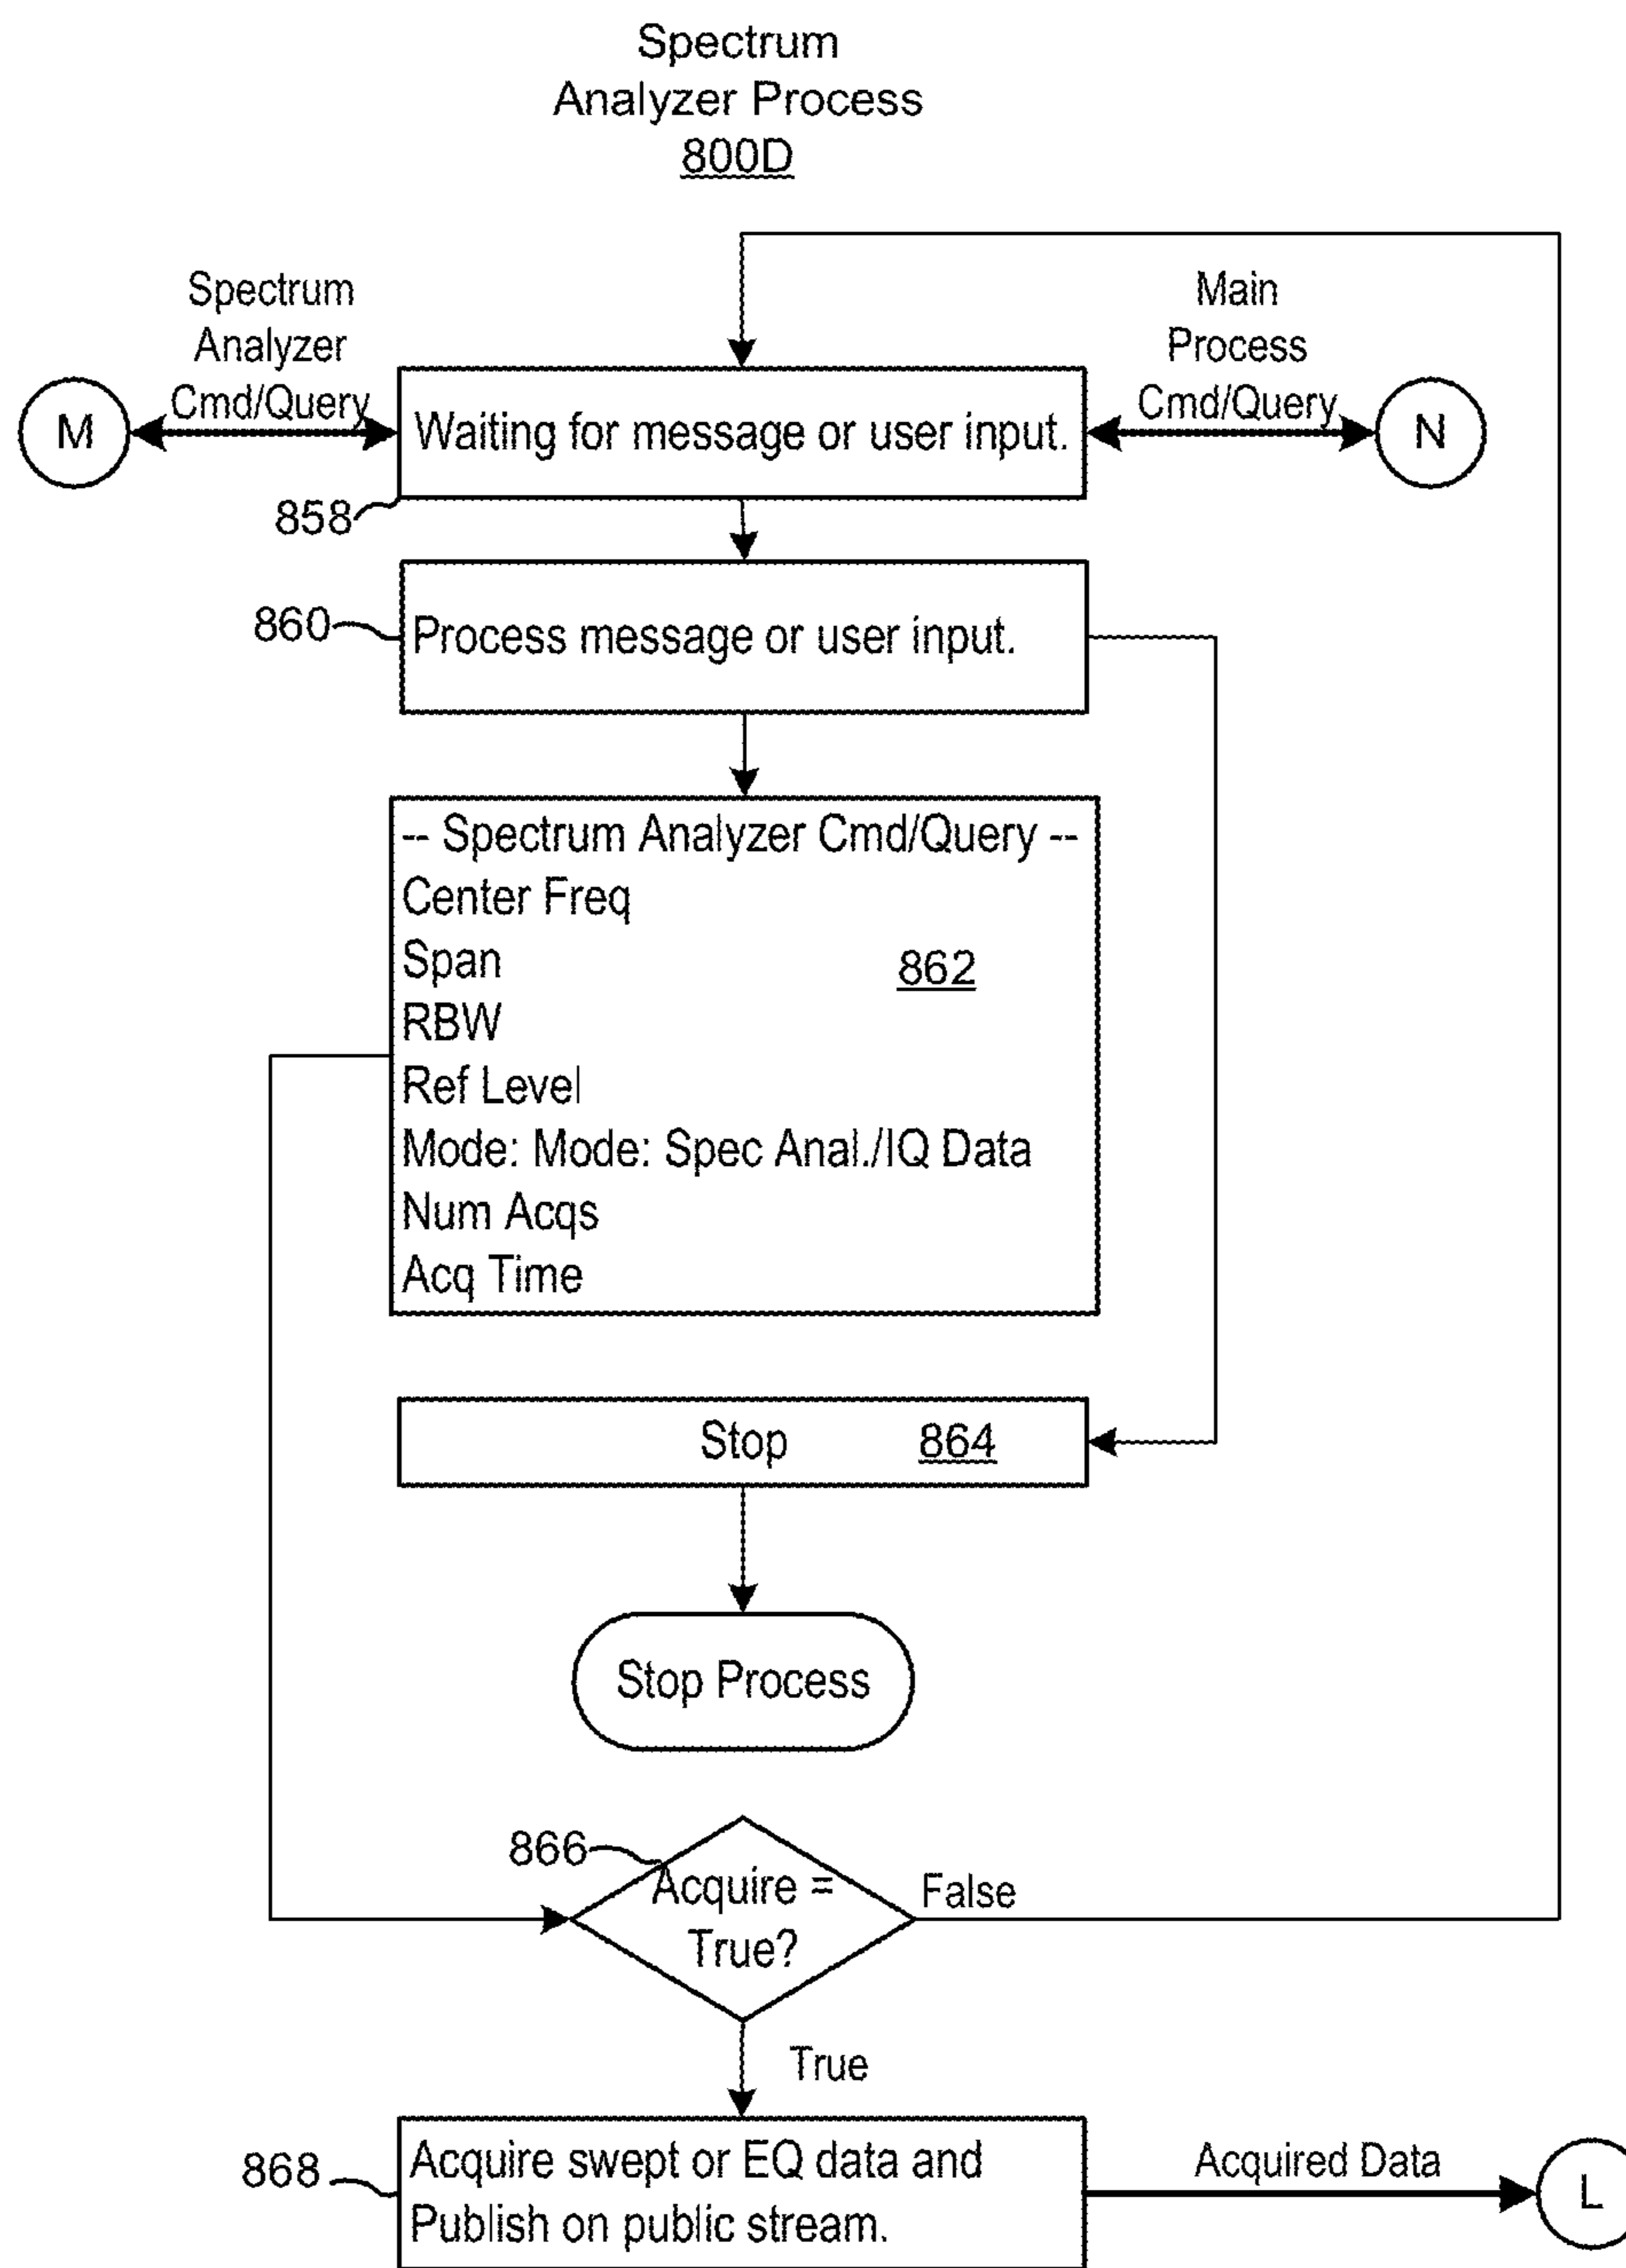 Spectrum
Analyzer Process
800D
Spectrum
Analyzer
Cmd/Query
Main
Process
Cmd/Query
M
Waiting for message or user input.
N
858
860
Process message or user input.
-- Spectrum Analyzer Cmd/Query --
Center Freq
Span
862
RBW
Ref Level
Mode: Mode: Spec Anal./IQ Data
Num Acqs
Acq Time
Stop
864
Stop Process
866
Acquire =
True?
False
True
868
Acquire swept or EQ data and
Publish on public stream.
Acquired Data
L